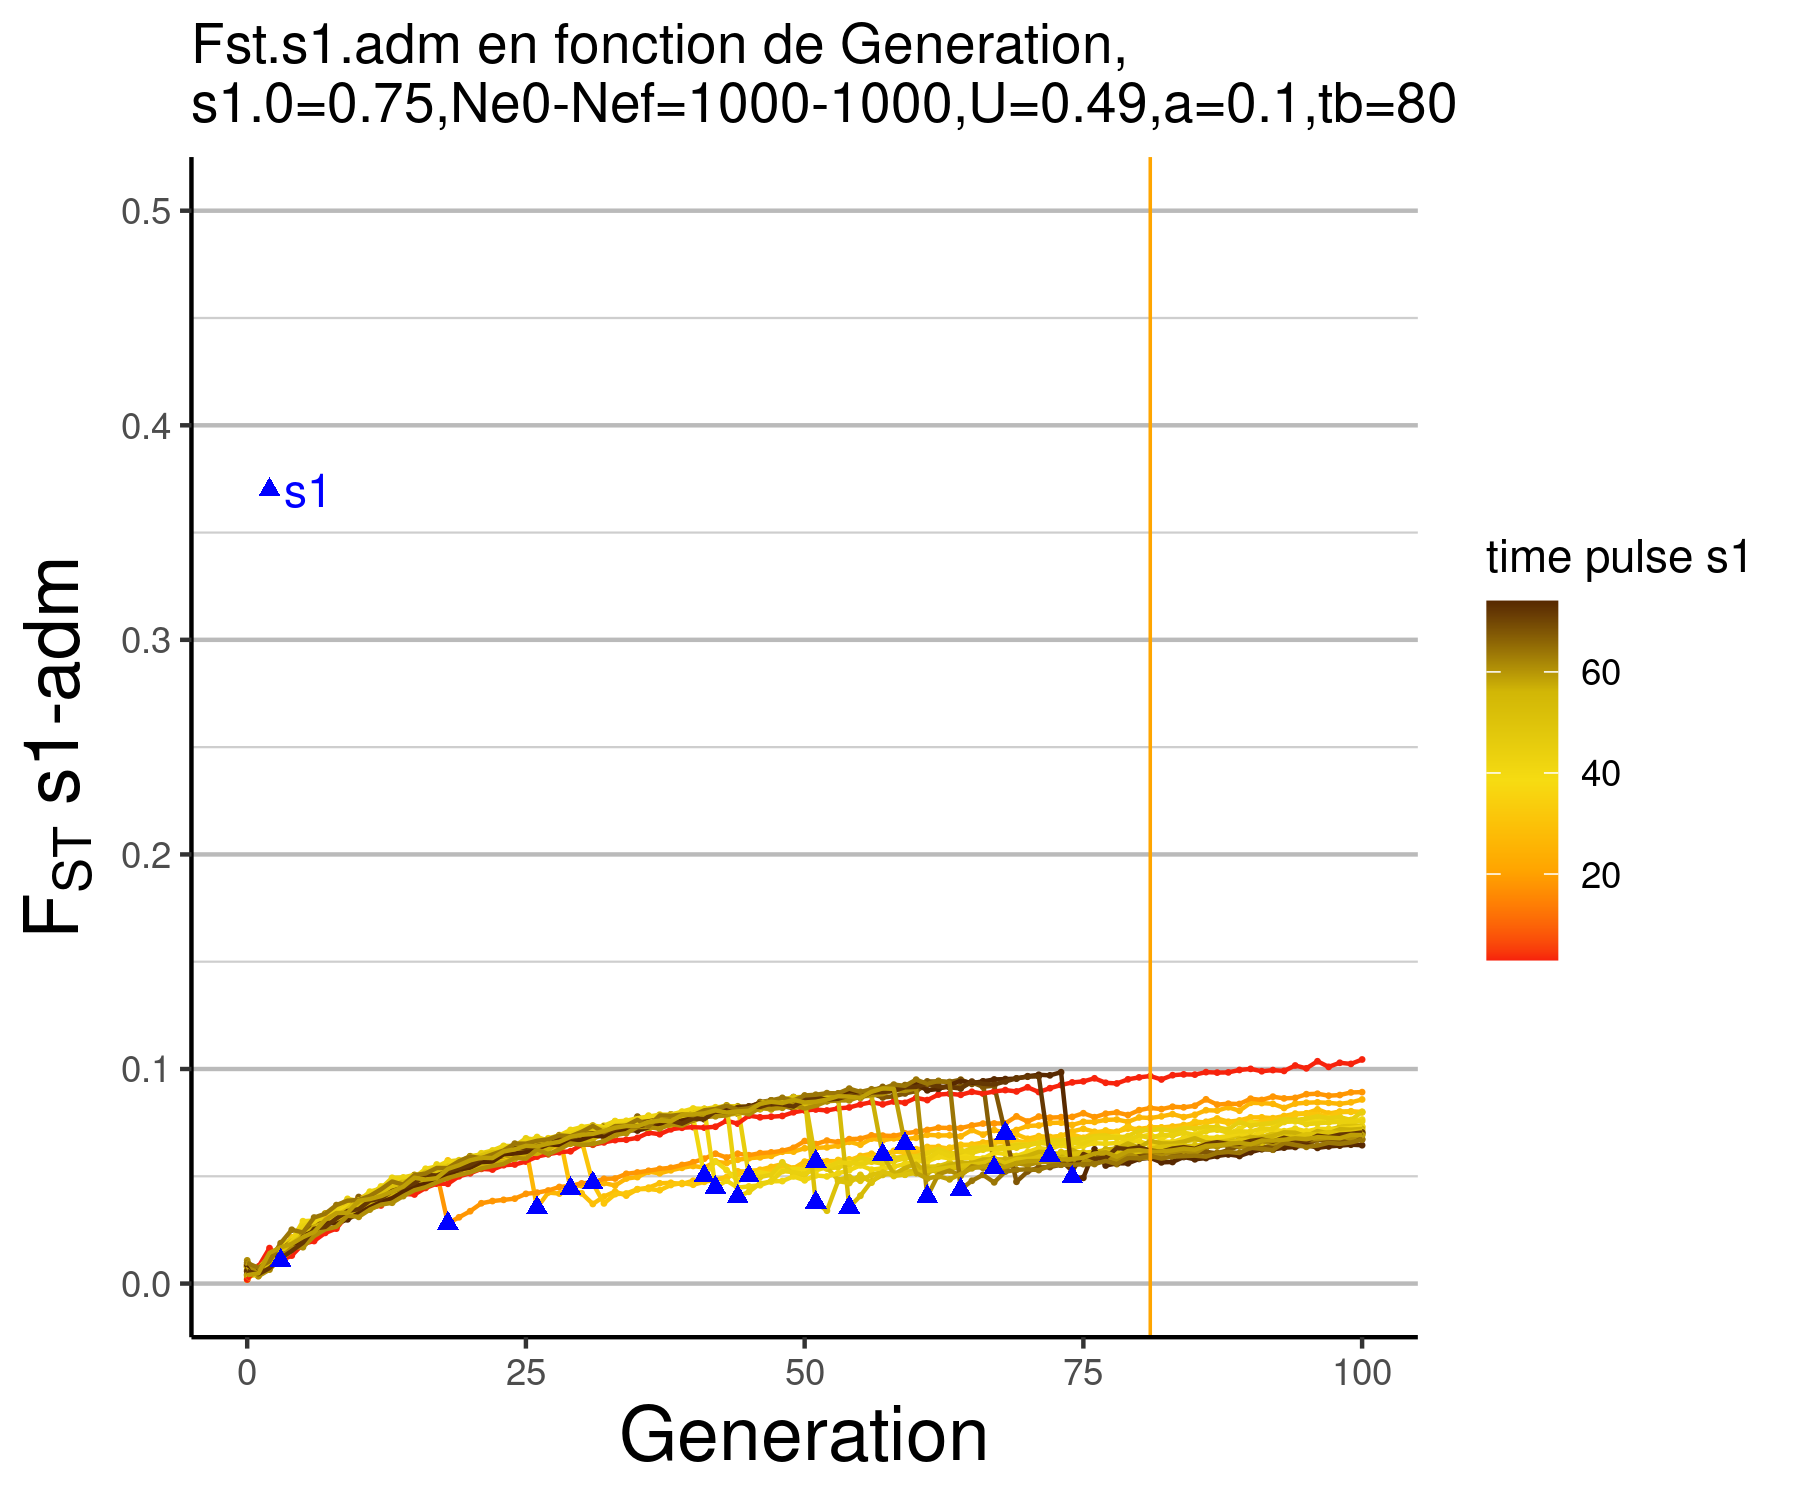 Fst.s1.adm en fonction de Generation,
s1.0=0.75,Ne0-Nef=1000-1000,U=0.49,a=0.1,tb=80
0.5
0.4
s1
0.3
0.2
0.1
0.0
FST s1-adm
0 25 50 75 100
Generation
time pulse s1
60
40
20